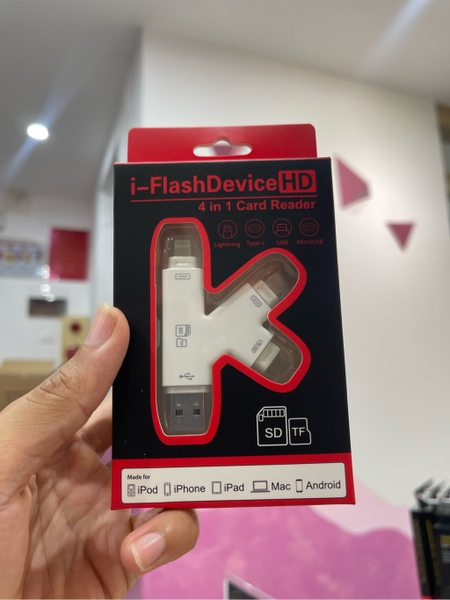 i-FlashDevice HD
4 in 1 Card Reader
Lightning Type-c USB MicroUSB
SD TF
Made for
iPod iPhone iPad Mac Android